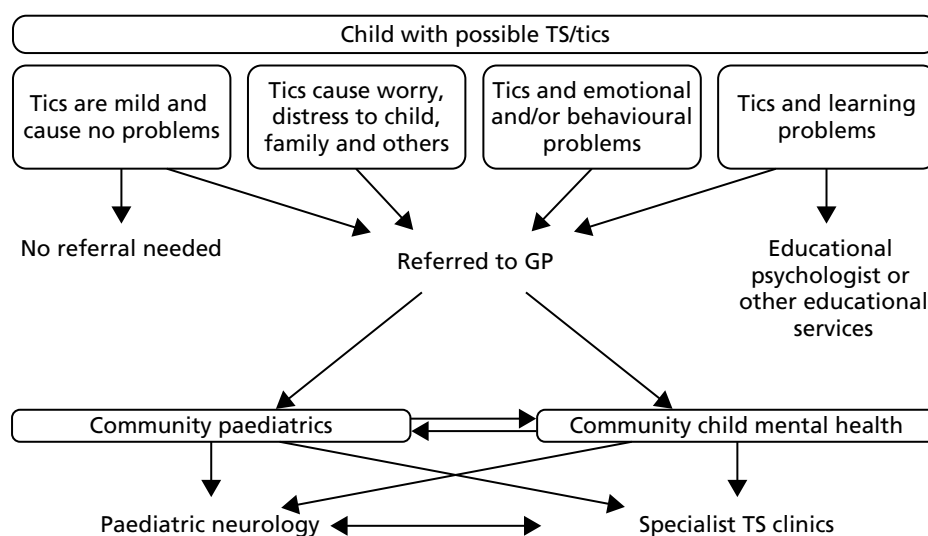 Child with possible TS/tics
Tics are mild and
cause no problems
Tics cause worry,
distress to child,
family and others
Tics and emotional
and/or behavioural
problems
Tics and learning
problems
No referral needed
Referred to GP
Educational
psychologist or
other educational
services
Community paediatrics
Community child mental health
Paediatric neurology
Specialist TS clinics